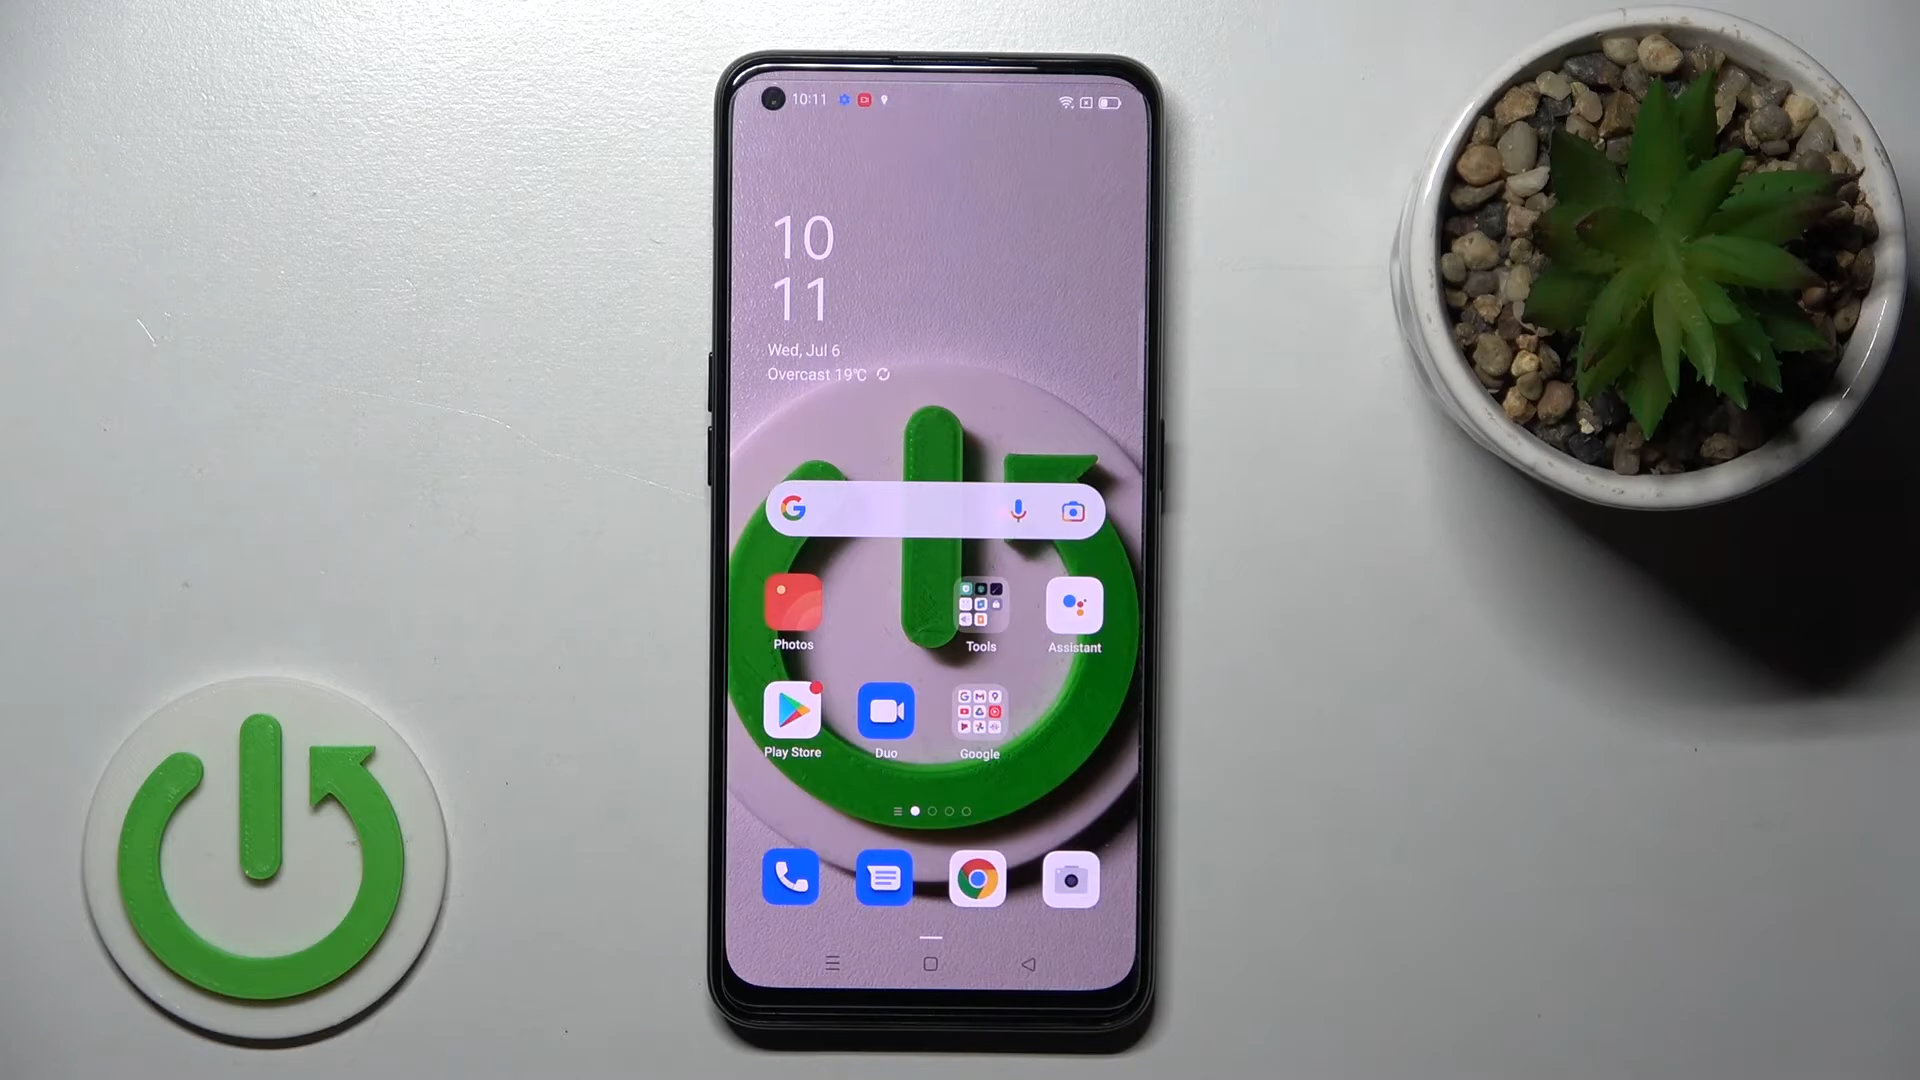 10:11
10
11
Wed, Jul 6
Overcast 19℃
Photos
Tools
Assistant
Play Store
Duo
Google